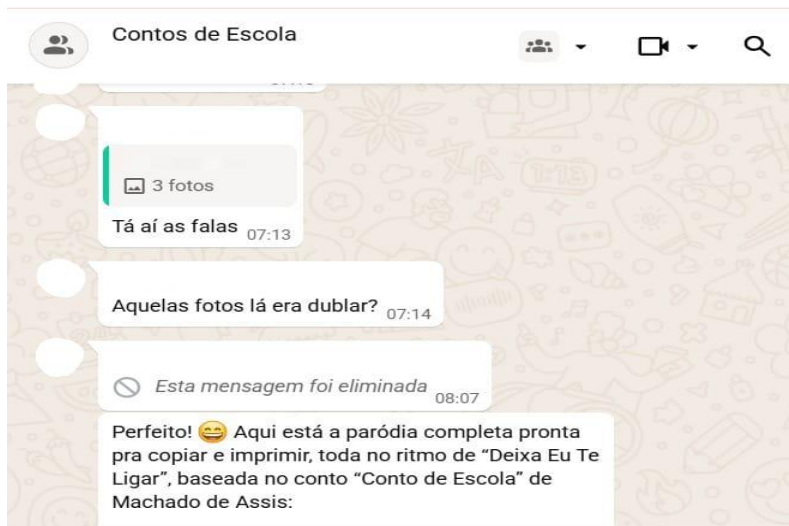 Contos de Escola
3 fotos
Tá aí as falas 07:13
Aquelas fotos lá era dublar? 07:14
Esta mensagem foi eliminada 08:07
Perfeito! 😄 Aqui está a paródia completa pronta
pra copiar e imprimir, toda no ritmo de “Deixa Eu Te
Ligar”, baseada no conto “Conto de Escola” de
Machado de Assis: